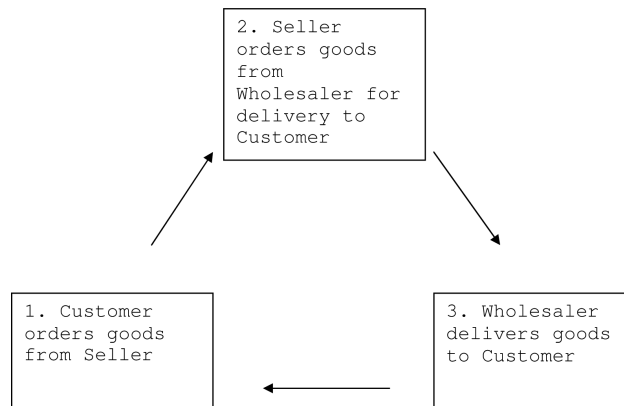 2. Seller
orders goods
from
Wholesaler for
delivery to
Customer
1. Customer
orders goods
from Seller
3. Wholesaler
delivers goods
to Customer